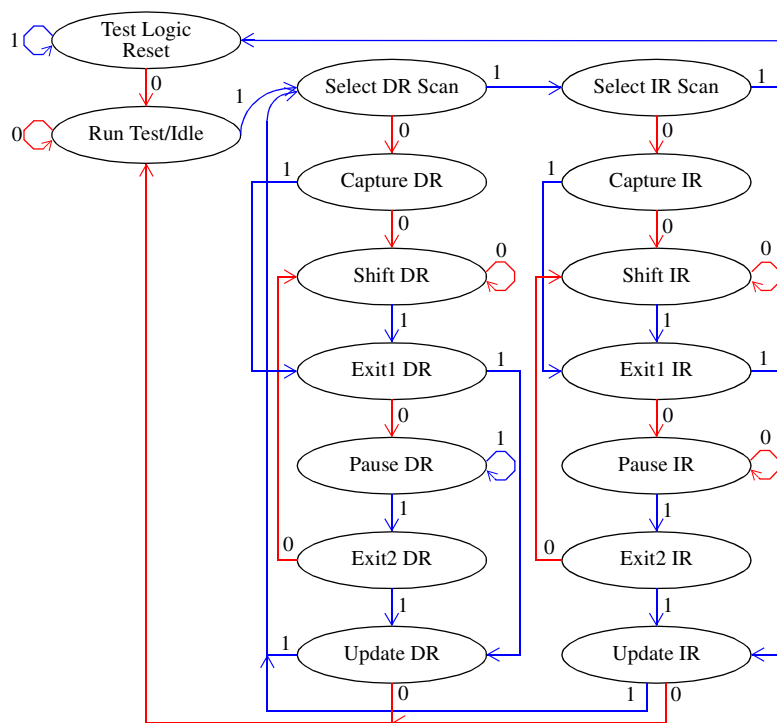 Test Logic
Reset
1
0
Run Test/Idle
0
1
Select DR Scan
1
0
Capture DR
1
0
Shift DR
0
1
Exit1 DR
1
0
Pause DR
1
1
Exit2 DR
0
1
Update DR
1
0
Select IR Scan
1
0
Capture IR
1
0
Shift IR
0
1
Exit1 IR
1
0
Pause IR
0
1
Exit2 IR
0
1
Update IR
1
0